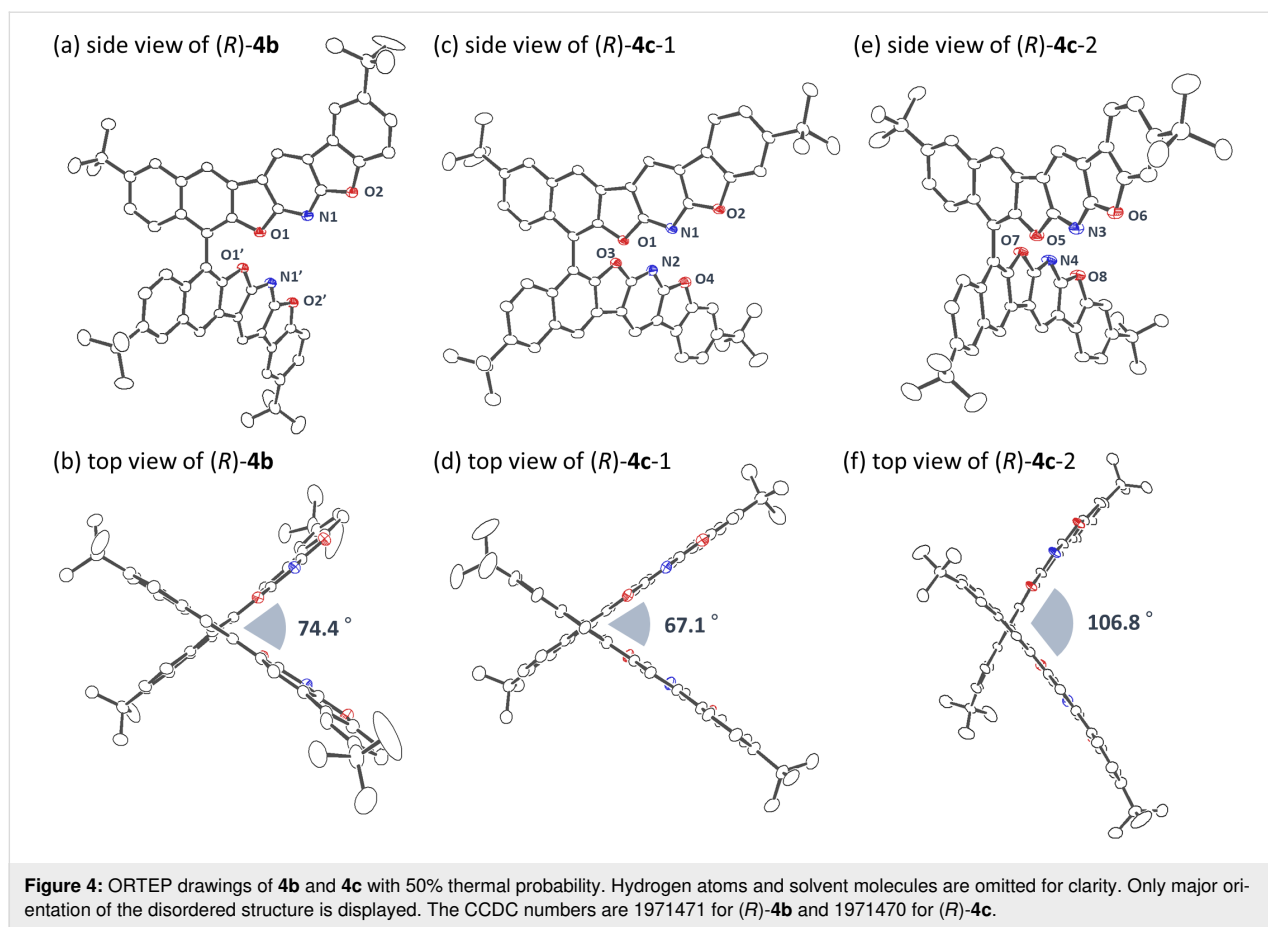 (a) side view of (R)-4b
(c) side view of (R)-4c-1
(e) side view of (R)-4c-2
O2
N1
O1
O1'
N1'
O2'
O2
N1
O1
O3
N2
O4
O6
N3
O5
O7
N4
O8
(b) top view of (R)-4b
(d) top view of (R)-4c-1
(f) top view of (R)-4c-2
74.4 °
67.1 °
106.8 °
Figure 4: ORTEP drawings of 4b and 4c with 50% thermal probability. Hydrogen atoms and solvent molecules are omitted for clarity. Only major ori-
entation of the disordered structure is displayed. The CCDC numbers are 1971471 for (R)-4b and 1971470 for (R)-4c.